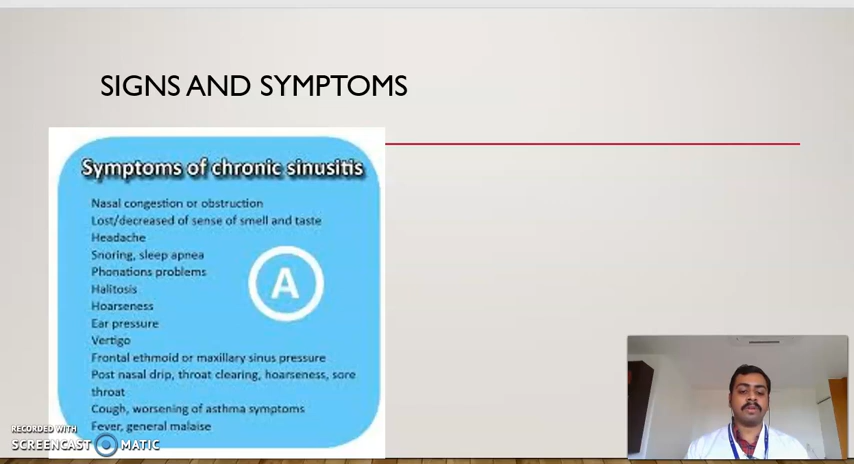 SIGNS AND SYMPTOMS
Symptoms of chronic sinusitis
Nasal congestion or obstruction
Lost/decreased of sense of smell and taste
Headache
Snoring, sleep apnea
Phonations problems
Halitosis
Hoarseness
Ear pressure
Vertigo
Frontal ethmoid or maxillary sinus pressure
Post nasal drip, throat clearing, hoarseness, sore
throat
Cough, worsening of asthma symptoms
Fever, general malaise
A
RECORDED WITH
SCREENCAST MATIC